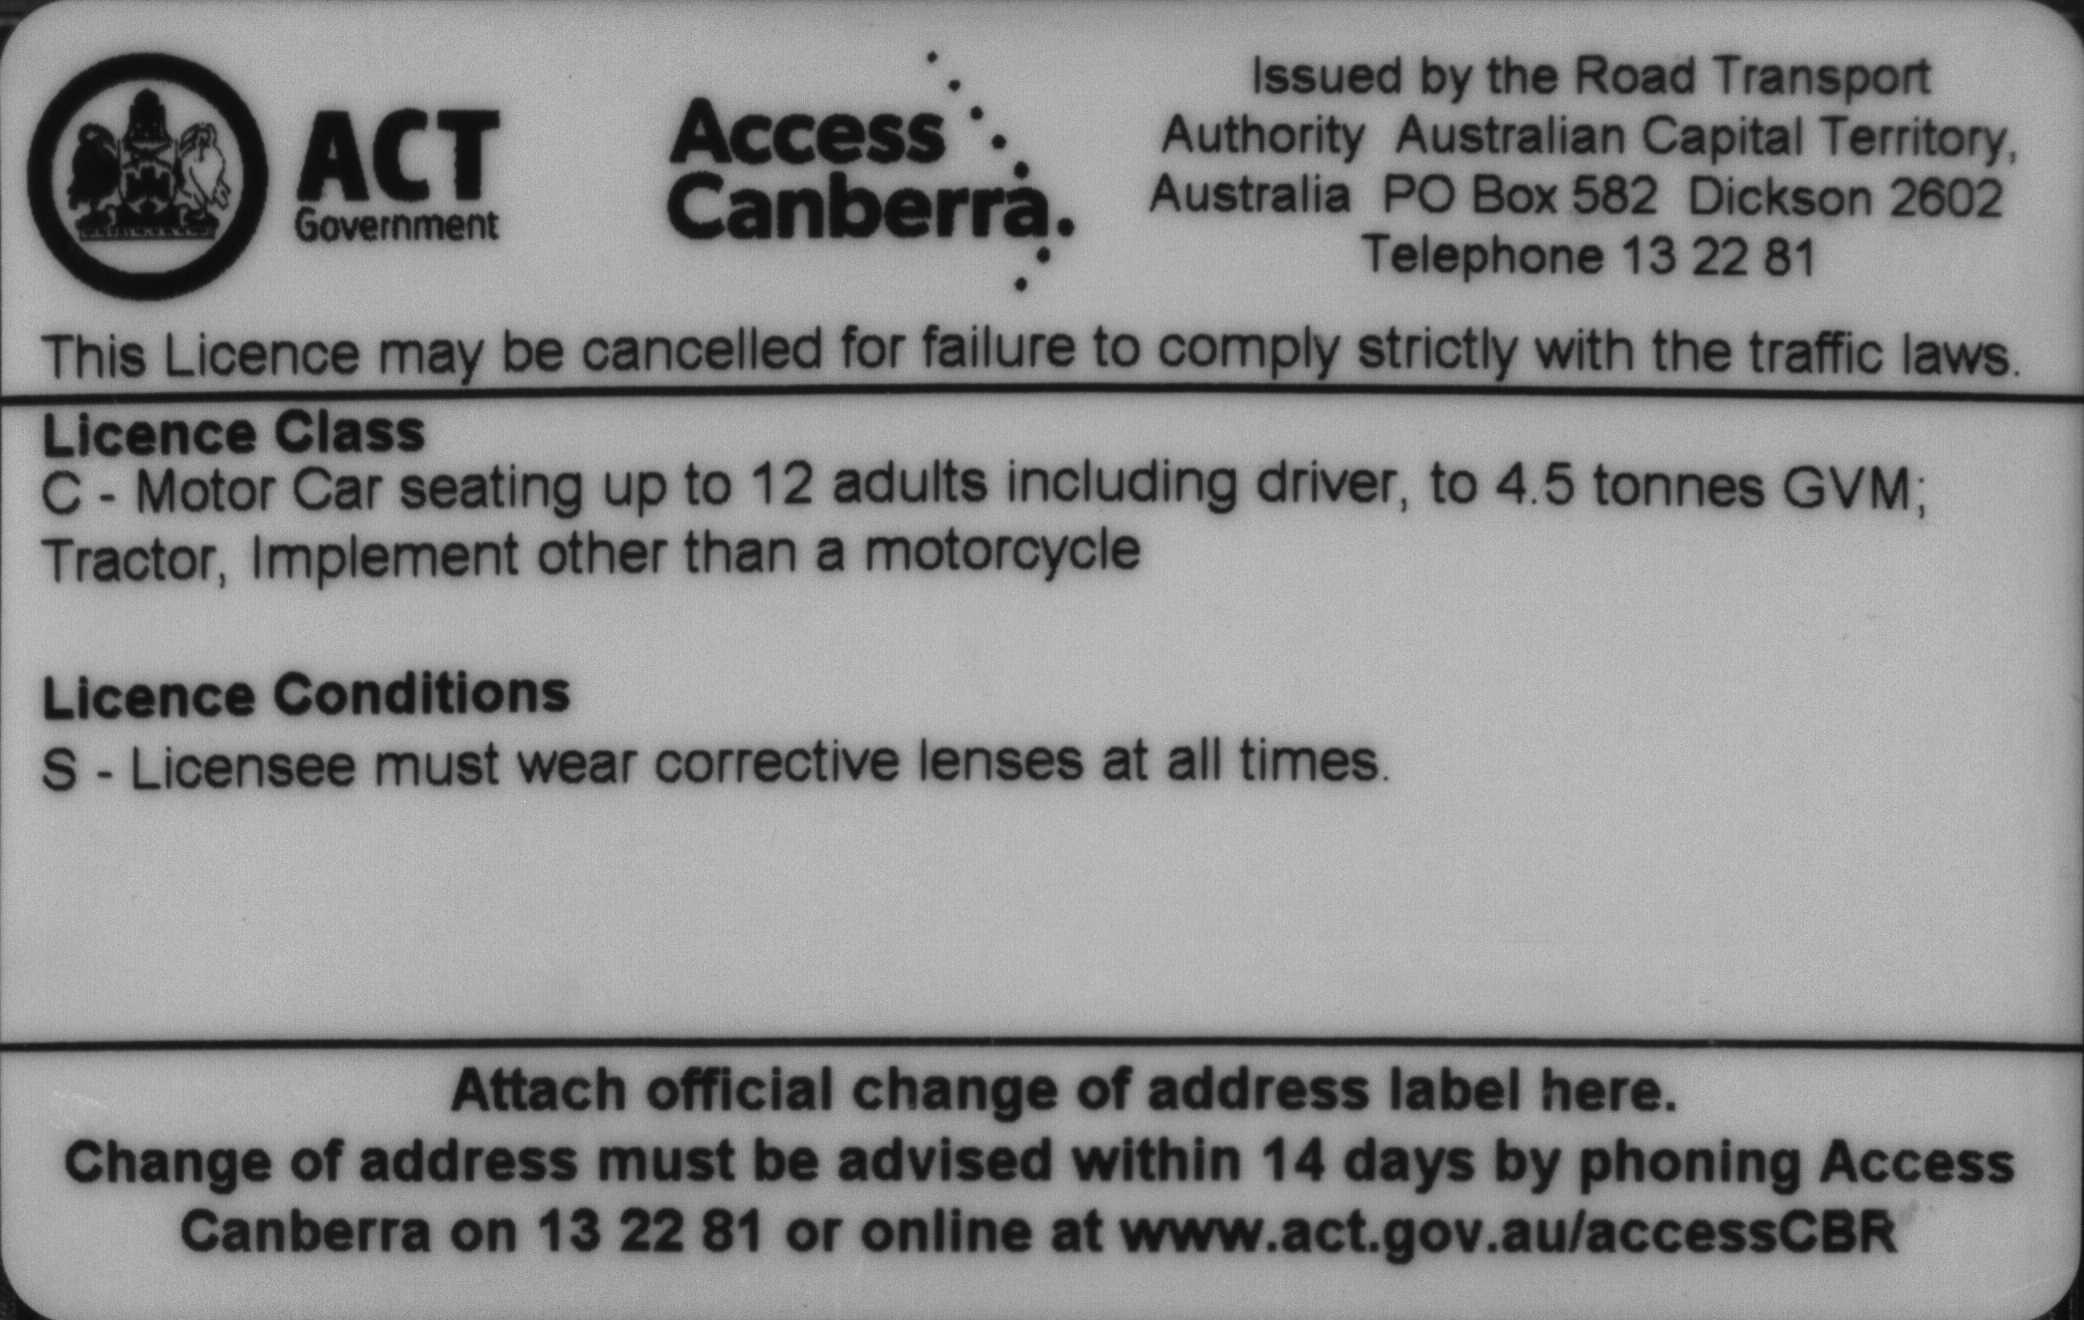 ACT
Government
Access
Canberra.
Issued by the Road Transport
Authority Australian Capital Territory,
Australia PO Box 582 Dickson 2602
Telephone 13 22 81
This Licence may be cancelled for failure to comply strictly with the traffic laws.
Licence Class
C - Motor Car seating up to 12 adults including driver, to 4.5 tonnes GVM;
Tractor, Implement other than a motorcycle
Licence Conditions
S - Licensee must wear corrective lenses at all times.
Attach official change of address label here.
Change of address must be advised within 14 days by phoning Access
Canberra on 13 22 81 or online at www.act.gov.au/accessCBR